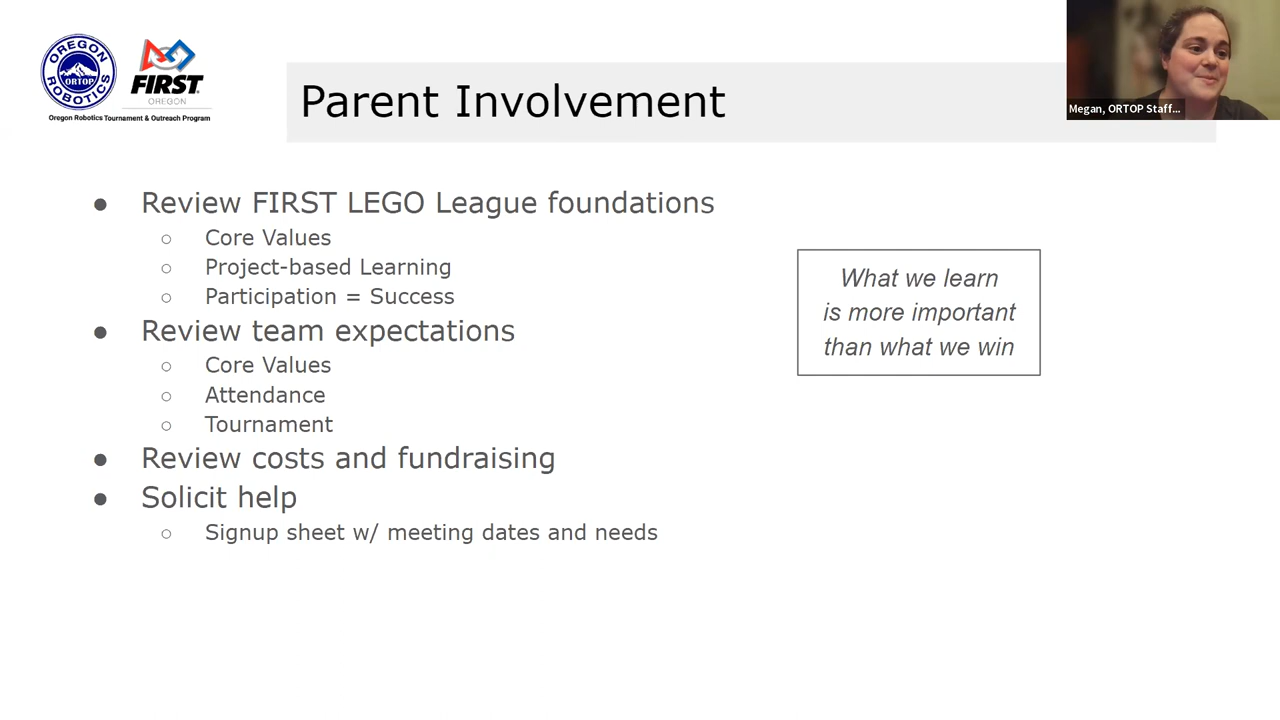 OREGON ROBOTICS
ORTOP
FIRST
OREGON
Oregon Robotics Tournament & Outreach Program
Parent Involvement
Megan, ORTOP Staff...
● Review FIRST LEGO League foundations
○ Core Values
○ Project-based Learning
○ Participation = Success
● Review team expectations
○ Core Values
○ Attendance
○ Tournament
● Review costs and fundraising
● Solicit help
○ Signup sheet w/ meeting dates and needs
What we learn
is more important
than what we win